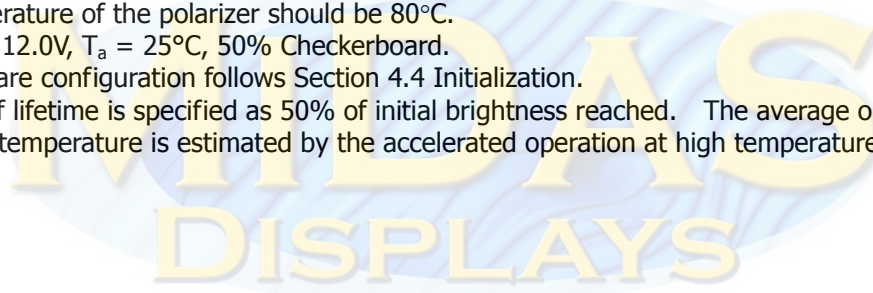 erature of the polarizer should be 80°C.
12.0V, Tₐ = 25°C, 50% Checkerboard.
are configuration follows Section 4.4 Initialization.
f lifetime is specified as 50% of initial brightness reached. The average o
temperature is estimated by the accelerated operation at high temperature
MIDAS
DISPLAYS